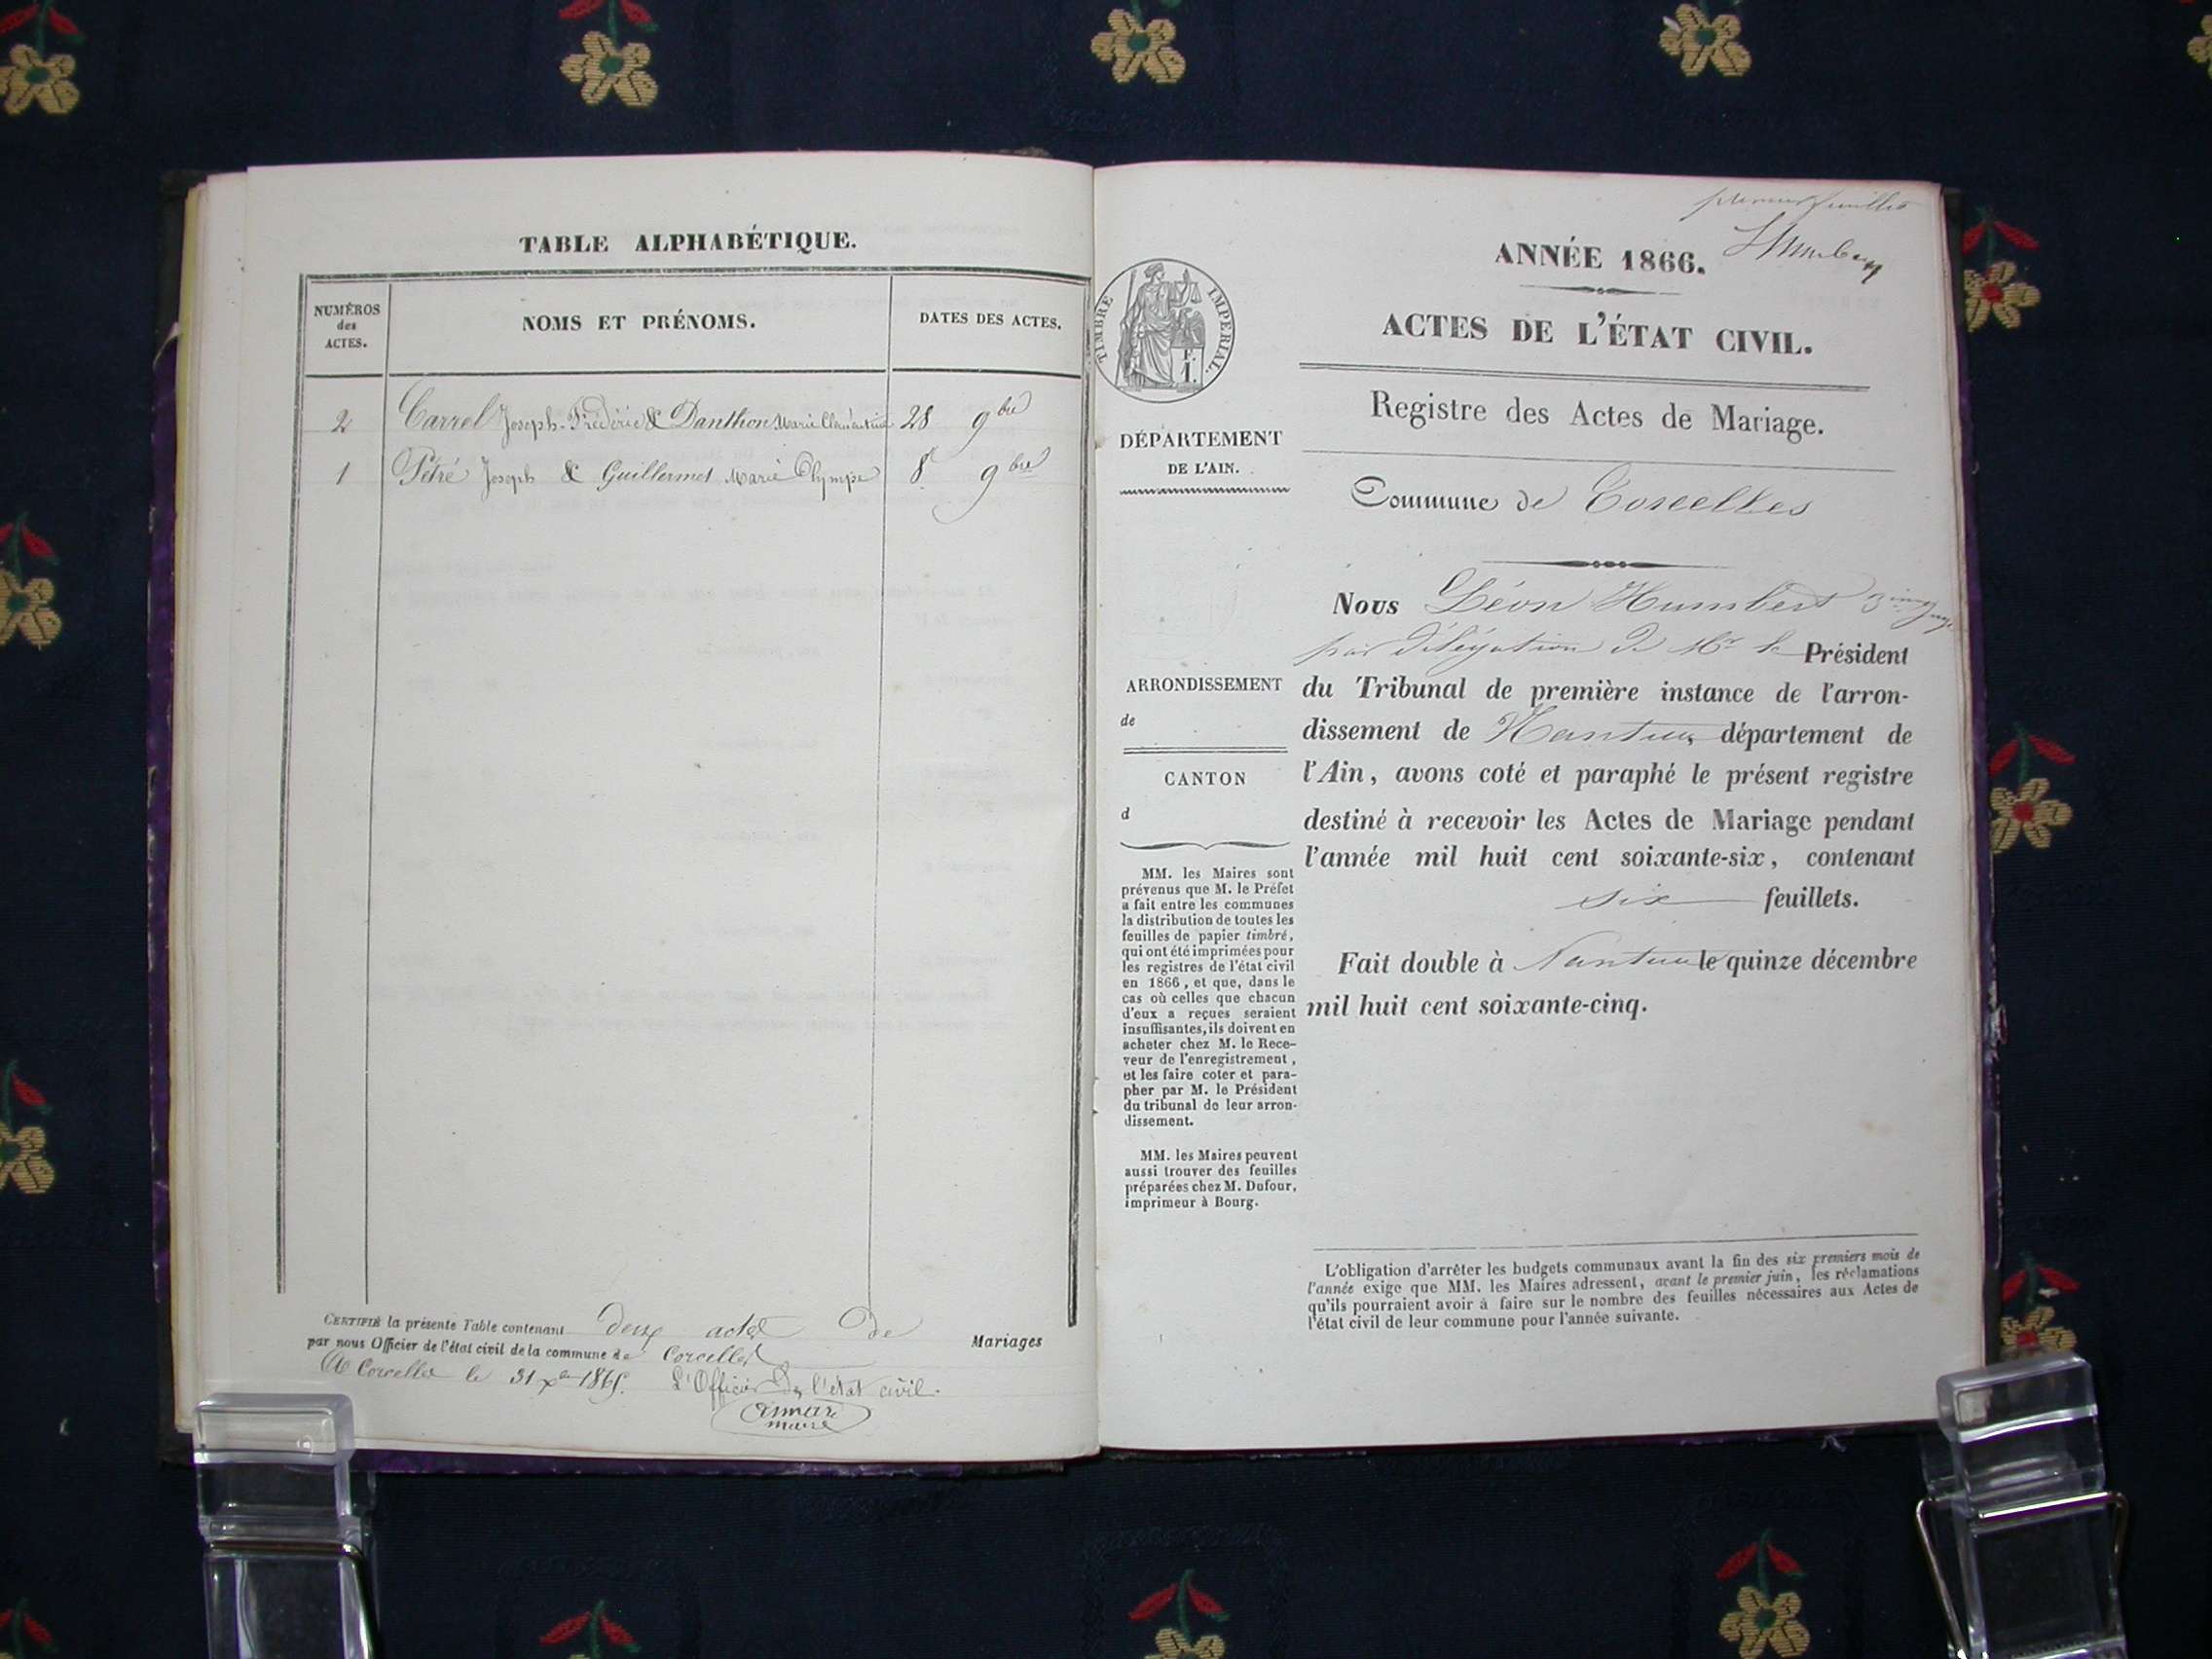 TABLE ALPHABÉTIQUE.
NUMÉROS
des
ACTES.
NOMS ET PRÉNOMS.
DATES DES ACTES.
2 Carrel Joseph-Frédéric & Danthon Marie Clémentine 28 9bre
1 Pétré Joseph & Guillermet Marie Olympe 8 9bre
CERTIFIÉ la présente Table contenant deux actes de Mariages
par nous Officier de l'état civil de la commune de Corcelles
A Corcelles le 31 xbre 1865. L'Officier de l'état civil.
maire
premier feuillet
LHumbert
ANNÉE 1866.
ACTES DE L'ÉTAT CIVIL.
Registre des Actes de Mariage.
Commune de Corcelles
TIMBRE IMPERIAL.
F.
1.
DÉPARTEMENT
DE L'AIN.
ARRONDISSEMENT
de
CANTON
d
MM. les Maires sont
prévenus que M. le Préfet
a fait entre les communes
la distribution de toutes les
feuilles de papier timbré,
qui ont été imprimées pour
les registres de l'état civil
en 1866, et que, dans le
cas où celles que chacun
d'eux a reçues seraient
insuffisantes, ils doivent en
acheter chez M. le Rece-
veur de l'enregistrement,
et les faire coter et para-
pher par M. le Président
du tribunal de leur arron-
dissement.
MM. les Maires peuvent
aussi trouver des feuilles
préparées chez M. Dufour,
imprimeur à Bourg.
Nous Léon Humbert juge
par délégation de Mr le Président
du Tribunal de première instance de l'arron-
dissement de Nantua, département de
l'Ain, avons coté et paraphé le présent registre
destiné à recevoir les Actes de Mariage pendant
l'année mil huit cent soixante-six, contenant
six feuillets.
Fait double à Nantua le quinze décembre
mil huit cent soixante-cinq.
L'obligation d'arrêter les budgets communaux avant la fin des six premiers mois de
l'année exige que MM. les Maires adressent, avant le premier juin, les réclamations
qu'ils pourraient avoir à faire sur le nombre des feuilles nécessaires aux Actes de
l'état civil de leur commune pour l'année suivante.